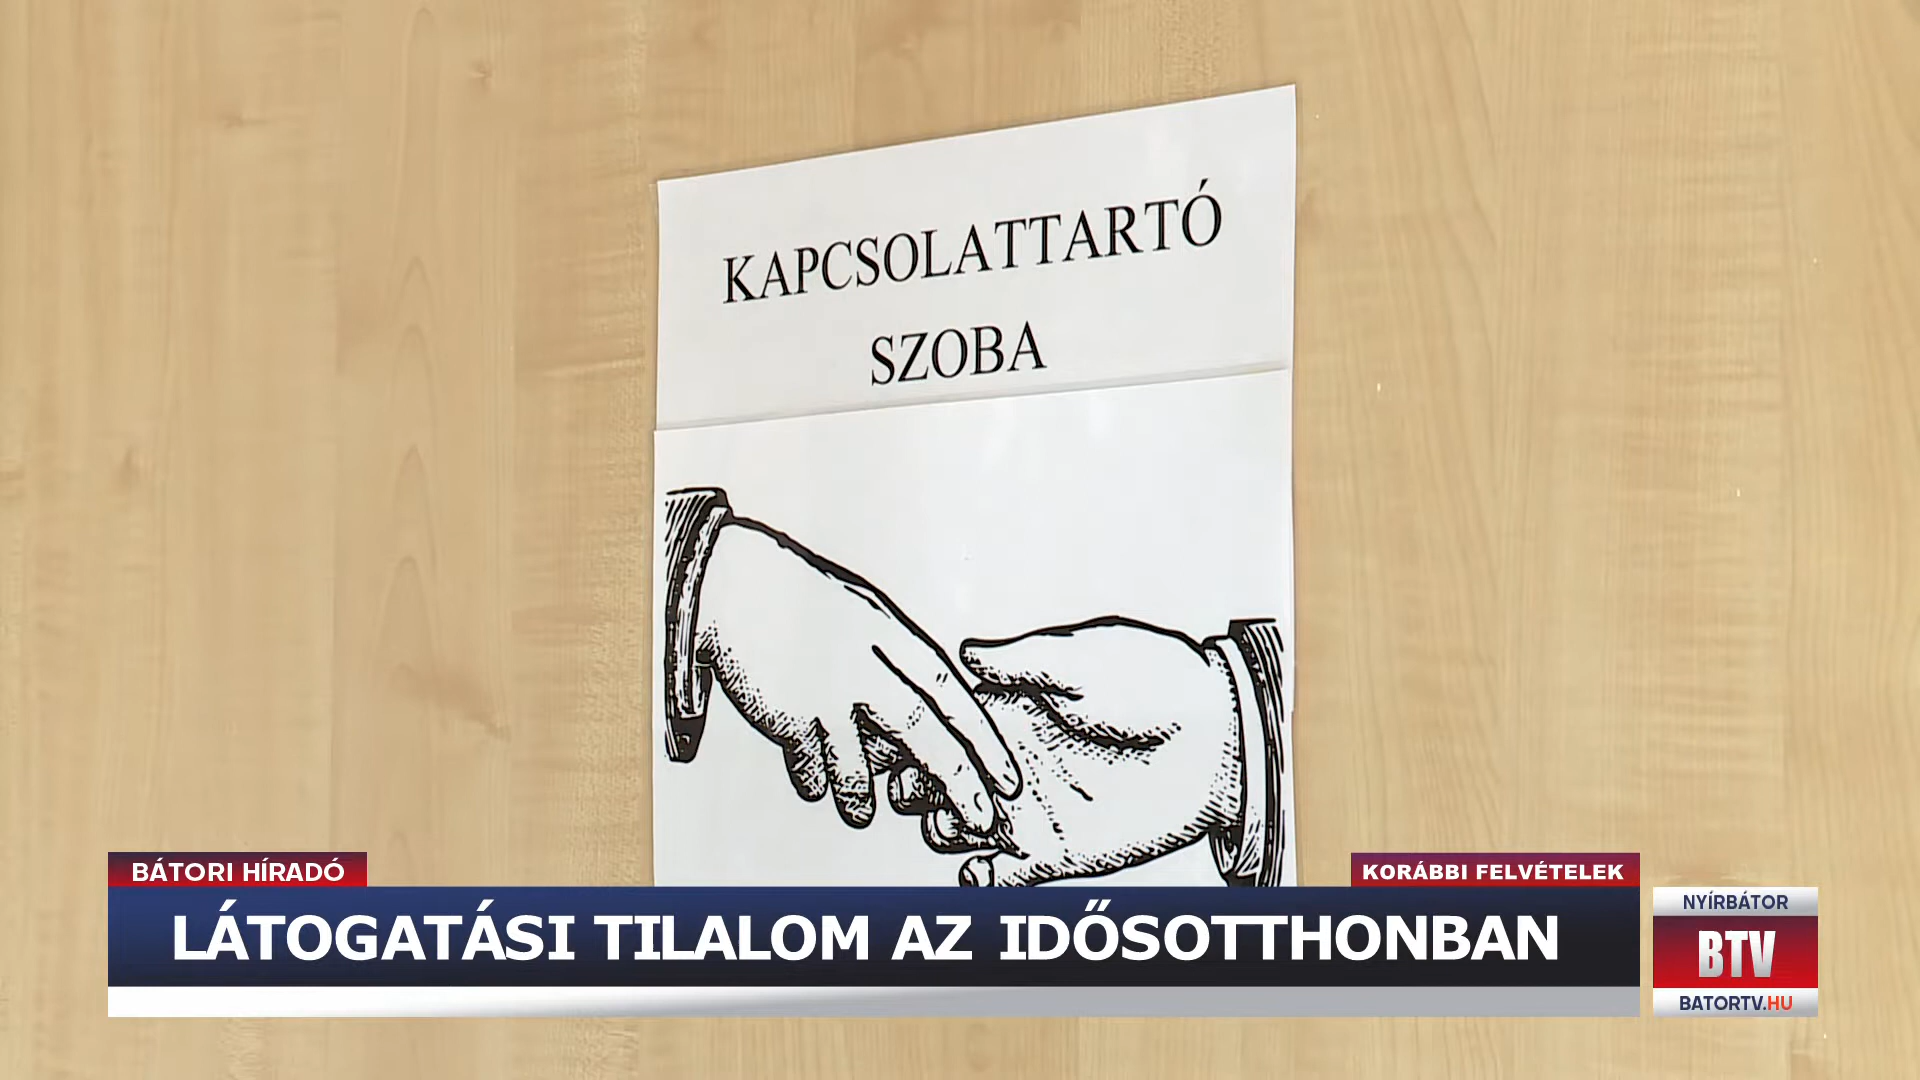 KAPCSOLATTARTÓ
SZOBA
BÁTORI HÍRADÓ
KORÁBBI FELVÉTELEK
LÁTOGATÁSI TILALOM AZ IDŐSOTTHONBAN
NYÍRBÁTOR
BTV
BATORTV.HU